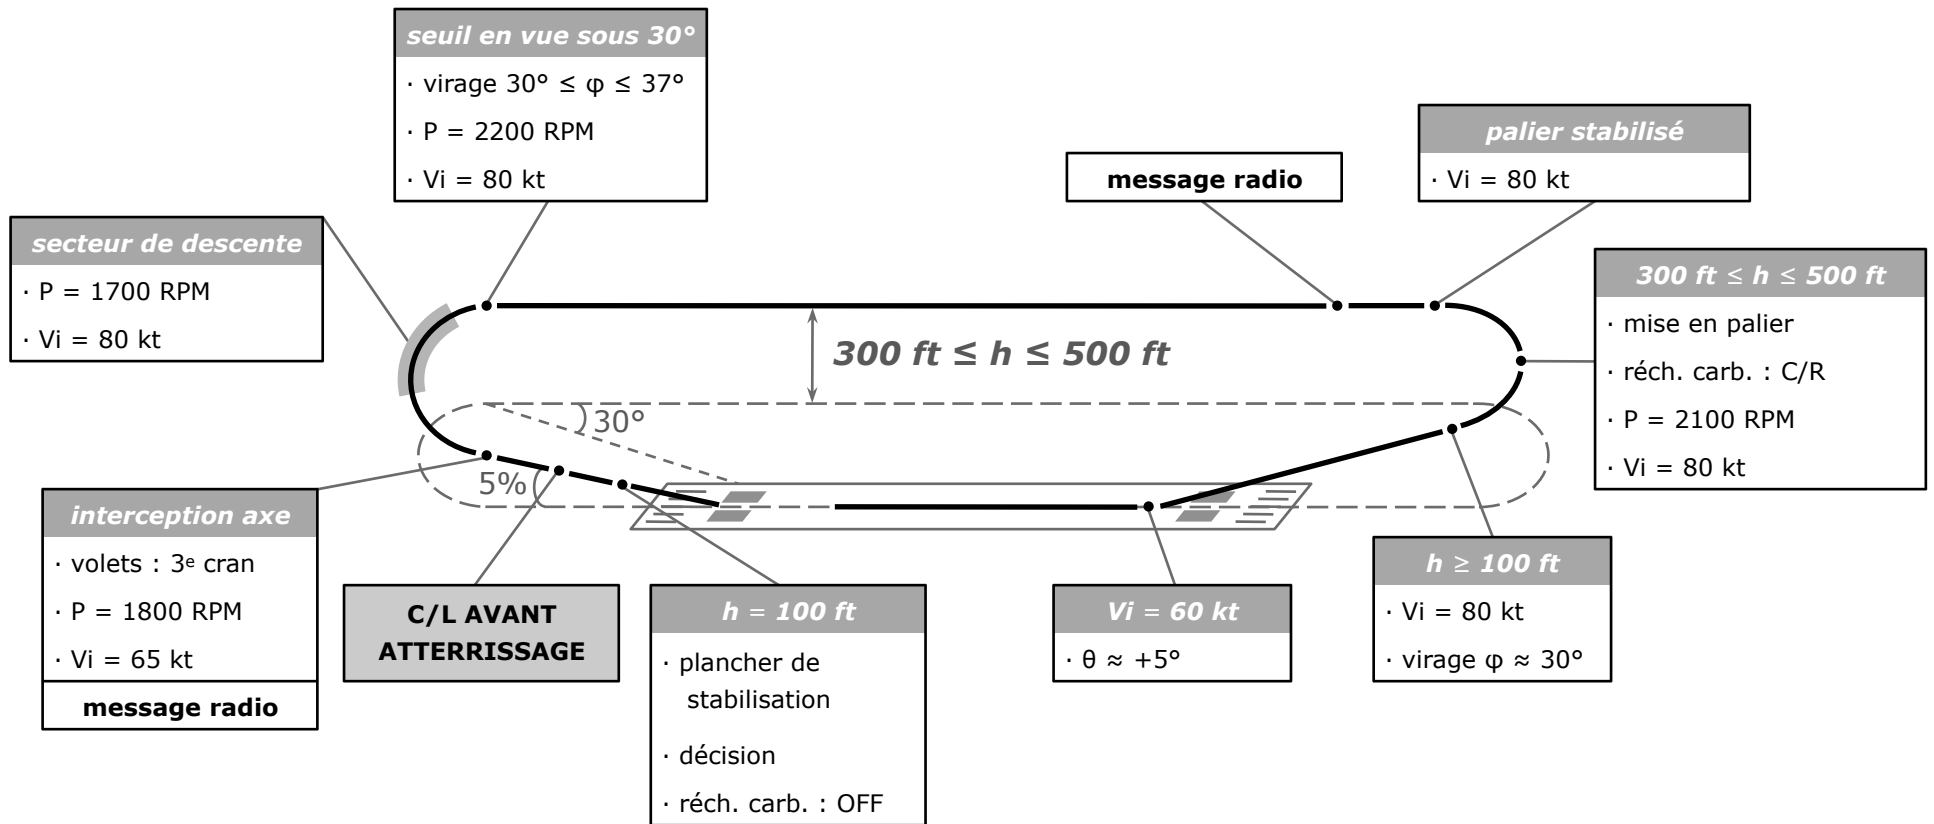 seuil en vue sous 30°
· virage 30° ≤ φ ≤ 37°
· P = 2200 RPM
· Vi = 80 kt
palier stabilisé
· Vi = 80 kt
message radio
secteur de descente
· P = 1700 RPM
· Vi = 80 kt
300 ft ≤ h ≤ 500 ft
· mise en palier
· réch. carb. : C/R
· P = 2100 RPM
· Vi = 80 kt
300 ft ≤ h ≤ 500 ft
30°
5%
interception axe
· volets : 3e cran
· P = 1800 RPM
· Vi = 65 kt
message radio
C/L AVANT
ATTERRISSAGE
h = 100 ft
· plancher de
stabilisation
· décision
· réch. carb. : OFF
Vi = 60 kt
· θ ≈ +5°
h ≥ 100 ft
· Vi = 80 kt
· virage φ ≈ 30°